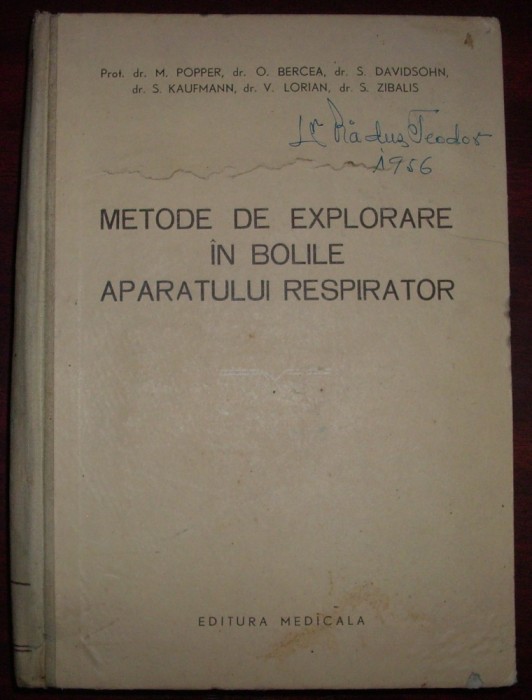 Prof. dr. M. POPPER, dr. O. BERCEA, dr. S. DAVIDSOHN,
dr. S. KAUFMANN, dr. V. LORIAN, dr. S. ZIBALIS
Dr Răduș Teodor
1956
METODE DE EXPLORARE
ÎN BOLILE
APARATULUI RESPIRATOR
EDITURA MEDICALA